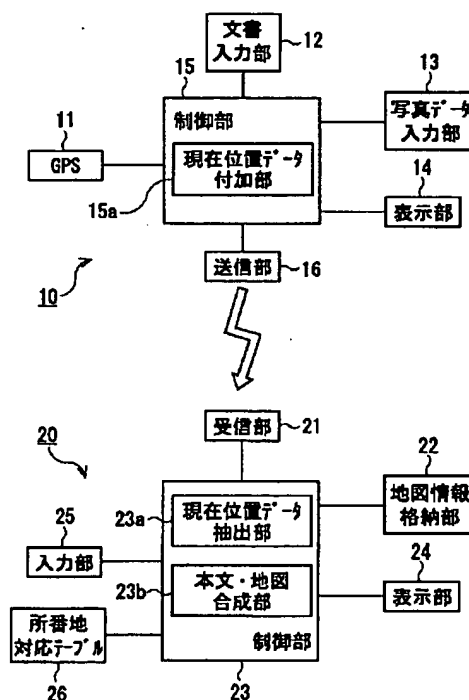 文書
入力部
12
15
制御部
13
写真データ
入力部
11
GPS
現在位置データ
付加部
15a
14
表示部
送信部
16
10
受信部
21
20
22
地図情報
格納部
23a
現在位置データ
抽出部
25
入力部
23b
本文・地図
合成部
24
表示部
所番地
対応テーブル
制御部
26
23